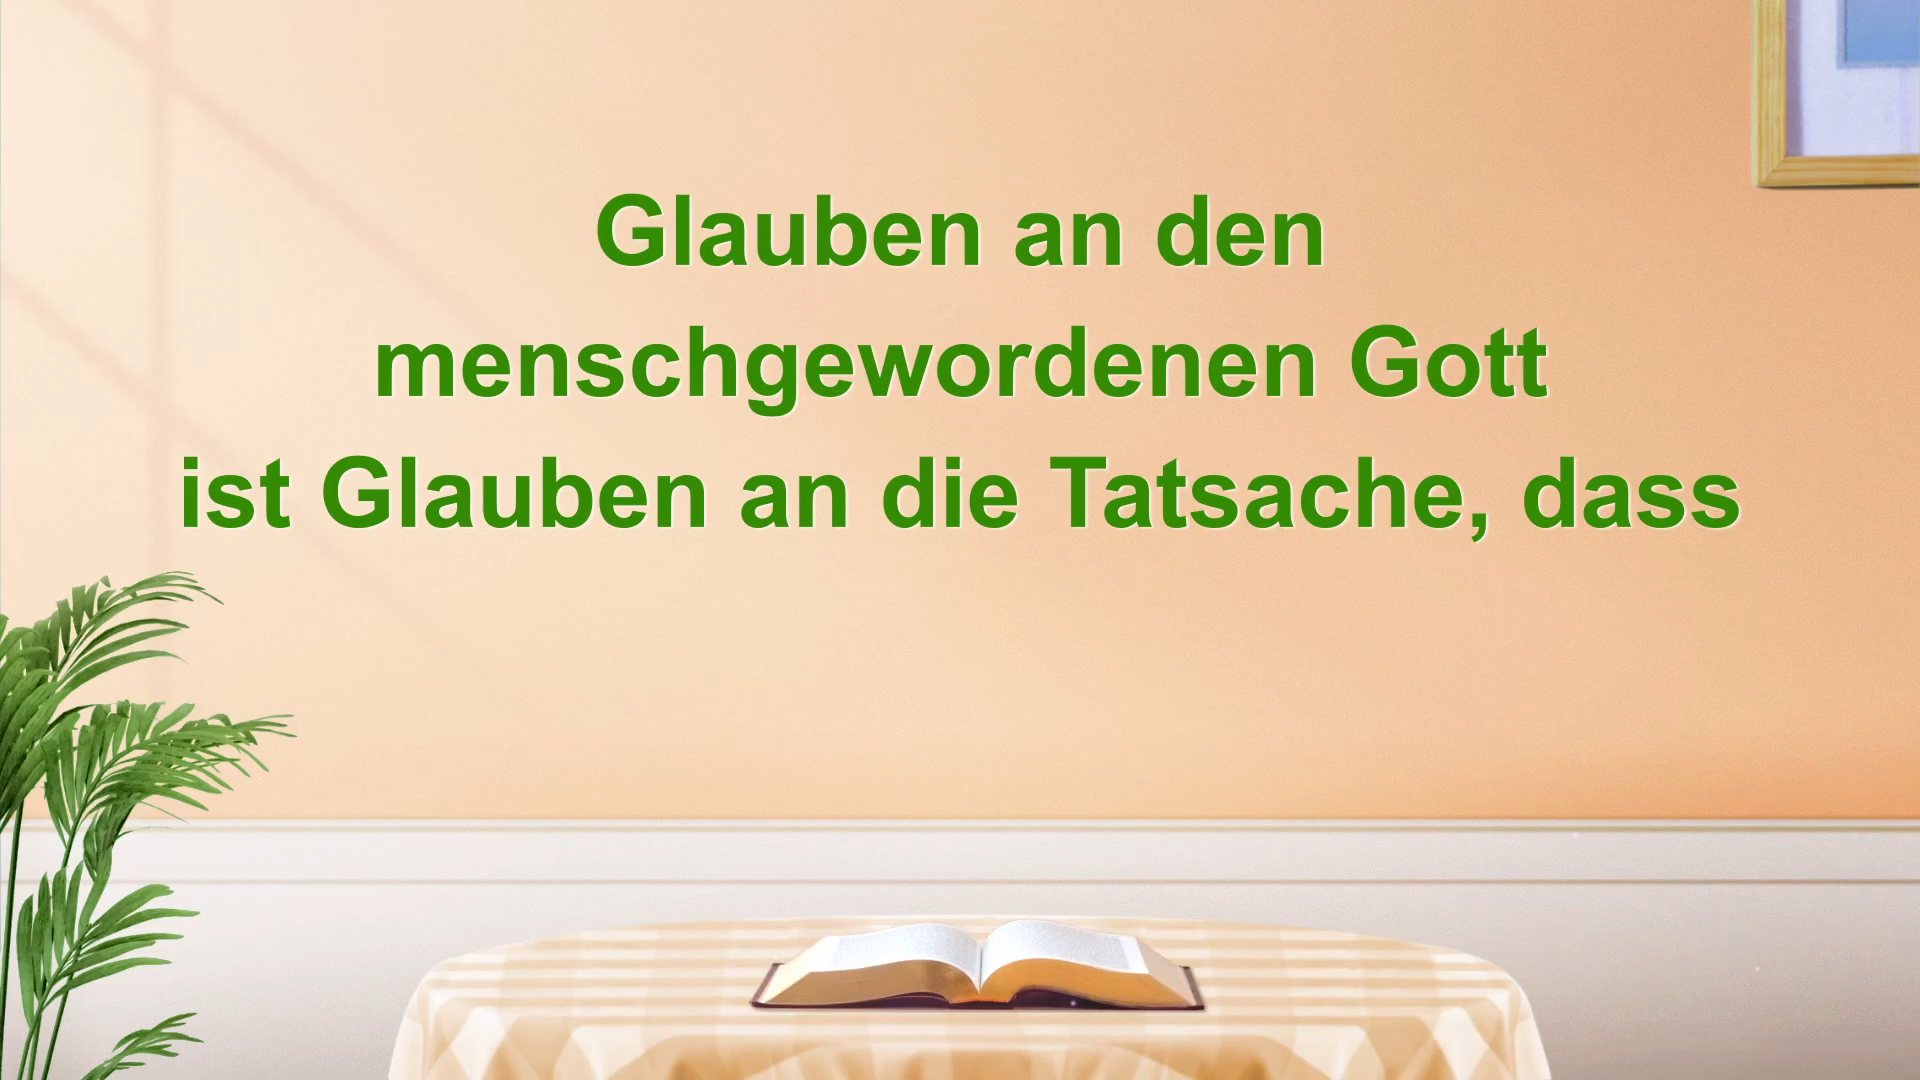 Glauben an den
menschgewordenen Gott
ist Glauben an die Tatsache, dass